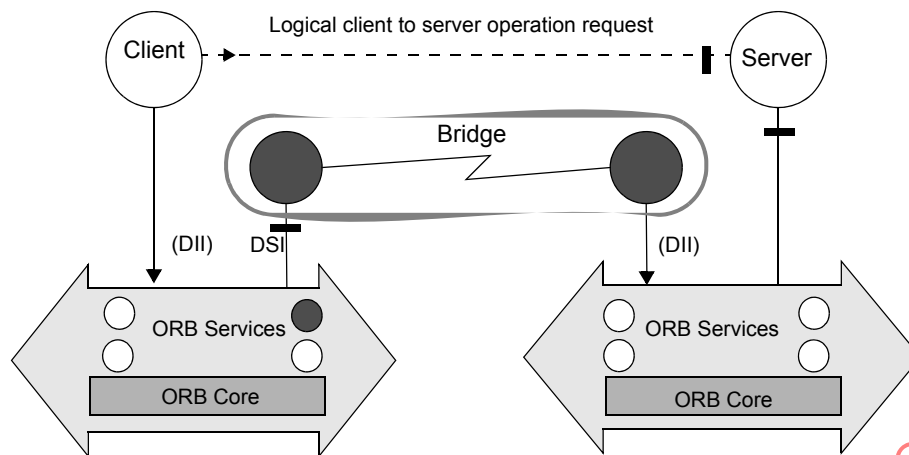 Logical client to server operation request
Client
Server
Bridge
(DII)
DSI
(DII)
ORB Services
ORB Services
ORB Core
ORB Core